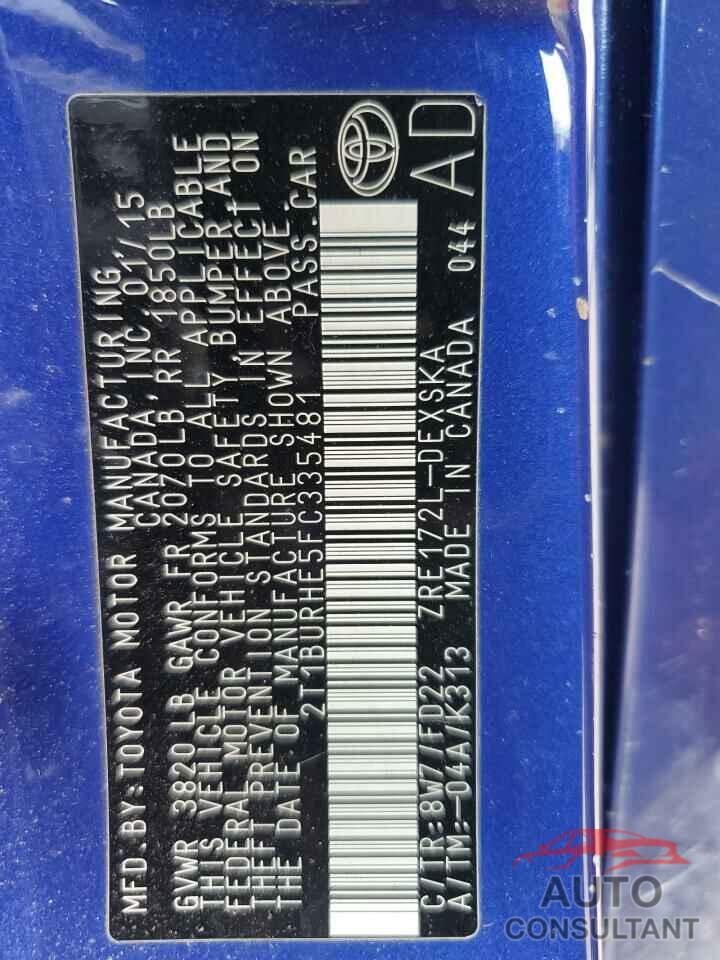 MFD.BY:TOYOTA MOTOR MANUFACTURING
CANADA, INC. 01/15
GVWR 3820 LB GAWR FR 2070LB RR 1850LB
THIS VEHICLE CONFORMS TO ALL APPLICABLE
FEDERAL MOTOR VEHICLE SAFETY, BUMPER, AND
THEFT PREVENTION STANDARDS IN EFFECT ON
THE DATE OF MANUFACTURE SHOWN ABOVE.
2T1BURHE5FC335481 PASS.CAR
C/TR:8W7/FD22 ZRE172L-DEXSKA
A/TM:-04A/K313 MADE IN CANADA 044
AD
AUTO
CONSULTANT